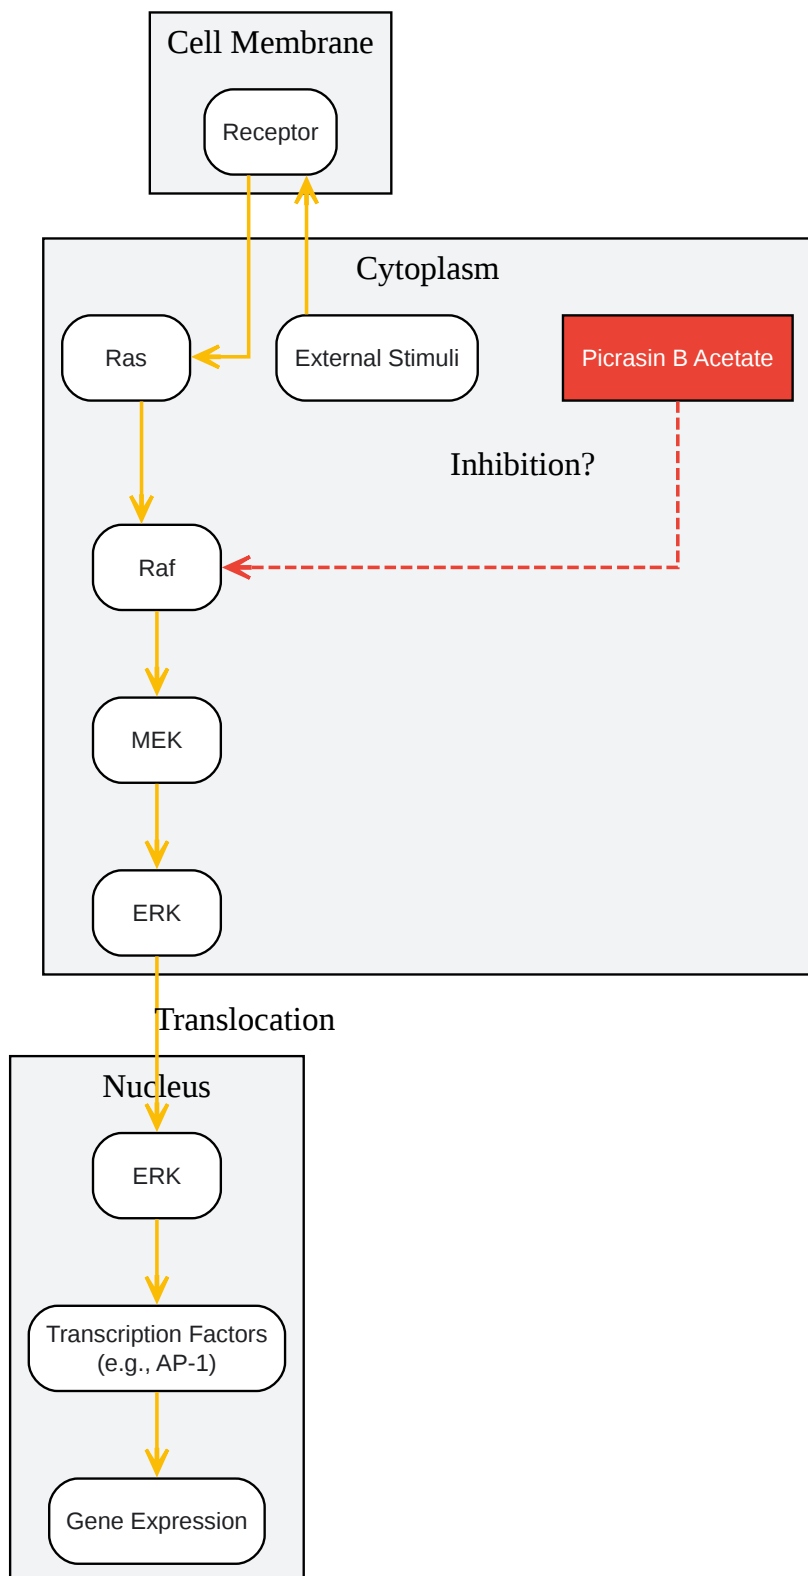 Cell Membrane
Receptor
Cytoplasm
Ras
External Stimuli
Picrasin B Acetate
Inhibition?
Raf
MEK
ERK
Translocation
Nucleus
ERK
Transcription Factors
(e.g., AP-1)
Gene Expression